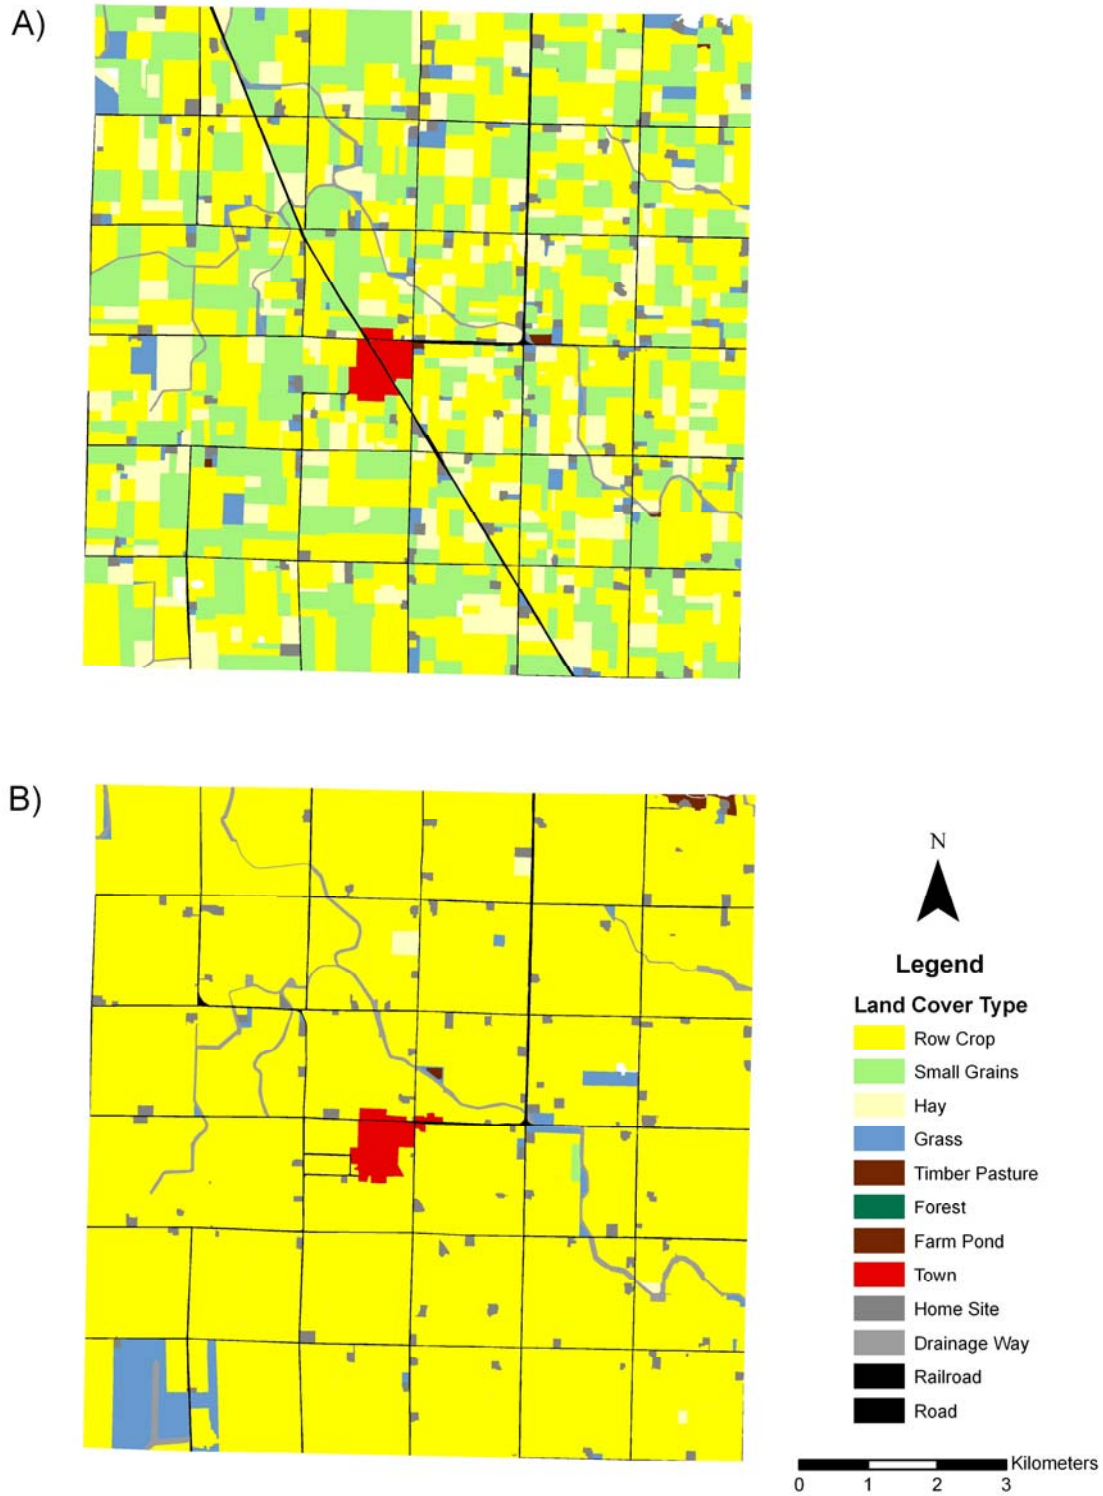 A)
B)
N
Legend
Land Cover Type
Row Crop
Small Grains
Hay
Grass
Timber Pasture
Forest
Farm Pond
Town
Home Site
Drainage Way
Railroad
Road
Kilometers
0 1 2 3